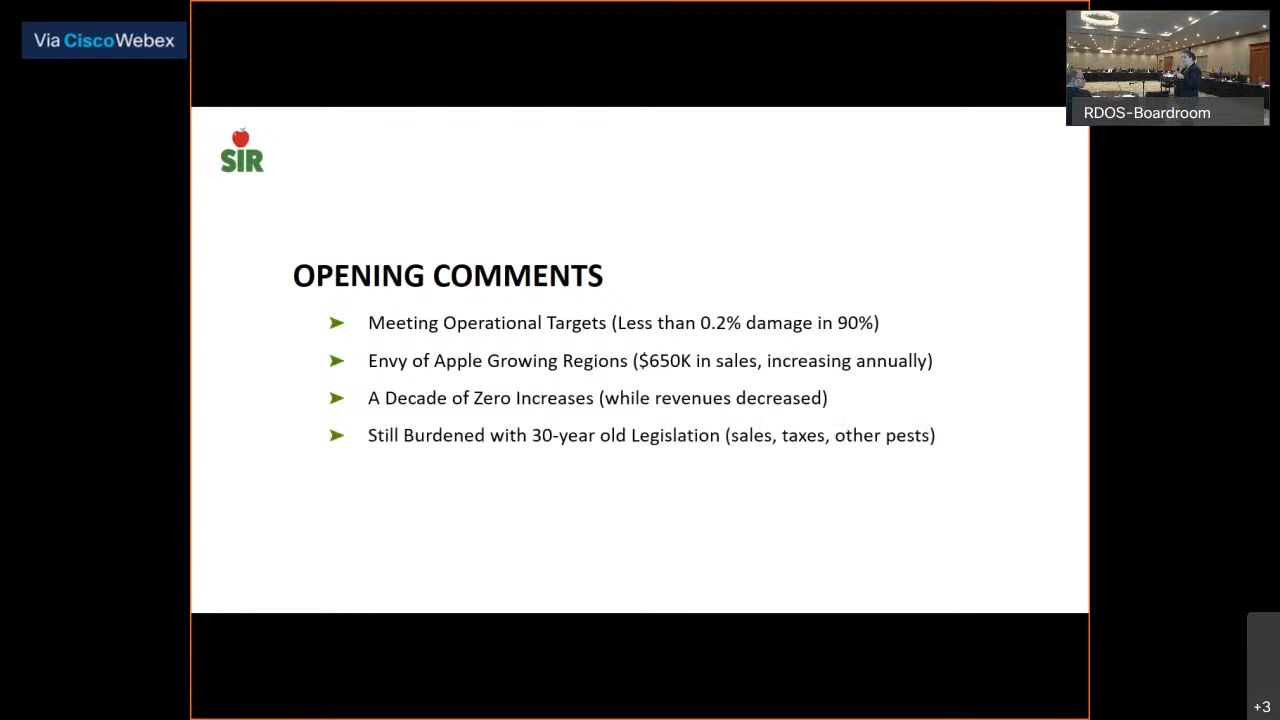 Via CiscoWebex
RDOS-Boardroom
SIR
OPENING COMMENTS
➤ Meeting Operational Targets (Less than 0.2% damage in 90%)
➤ Envy of Apple Growing Regions ($650K in sales, increasing annually)
➤ A Decade of Zero Increases (while revenues decreased)
➤ Still Burdened with 30-year old Legislation (sales, taxes, other pests)
+3